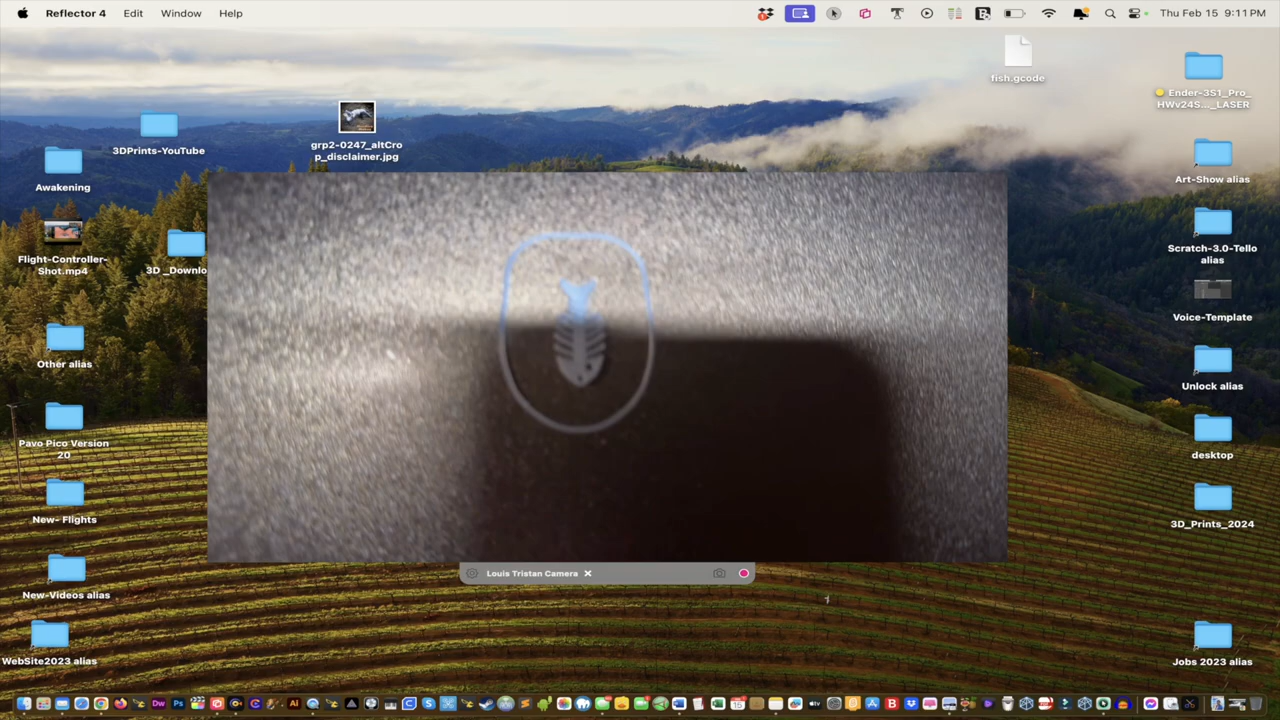 Reflector 4 Edit Window Help
Thu Feb 15 9:11 PM
fish.gcode
Ender-3S1_Pro_
HWv24S..._LASER
3DPrints-YouTube
grp2-0247_altCro
p_disclaimer.jpg
Awakening
Art-Show alias
Flight-Controller-
Shot.mp4
3D _Downlo
Scratch-3.0-Tello
alias
Voice-Template
Other alias
Unlock alias
Pavo Pico Version
20
desktop
New- Flights
3D_Prints_2024
Louis Tristan Camera
New-Videos alias
WebSite2023 alias
Jobs 2023 alias